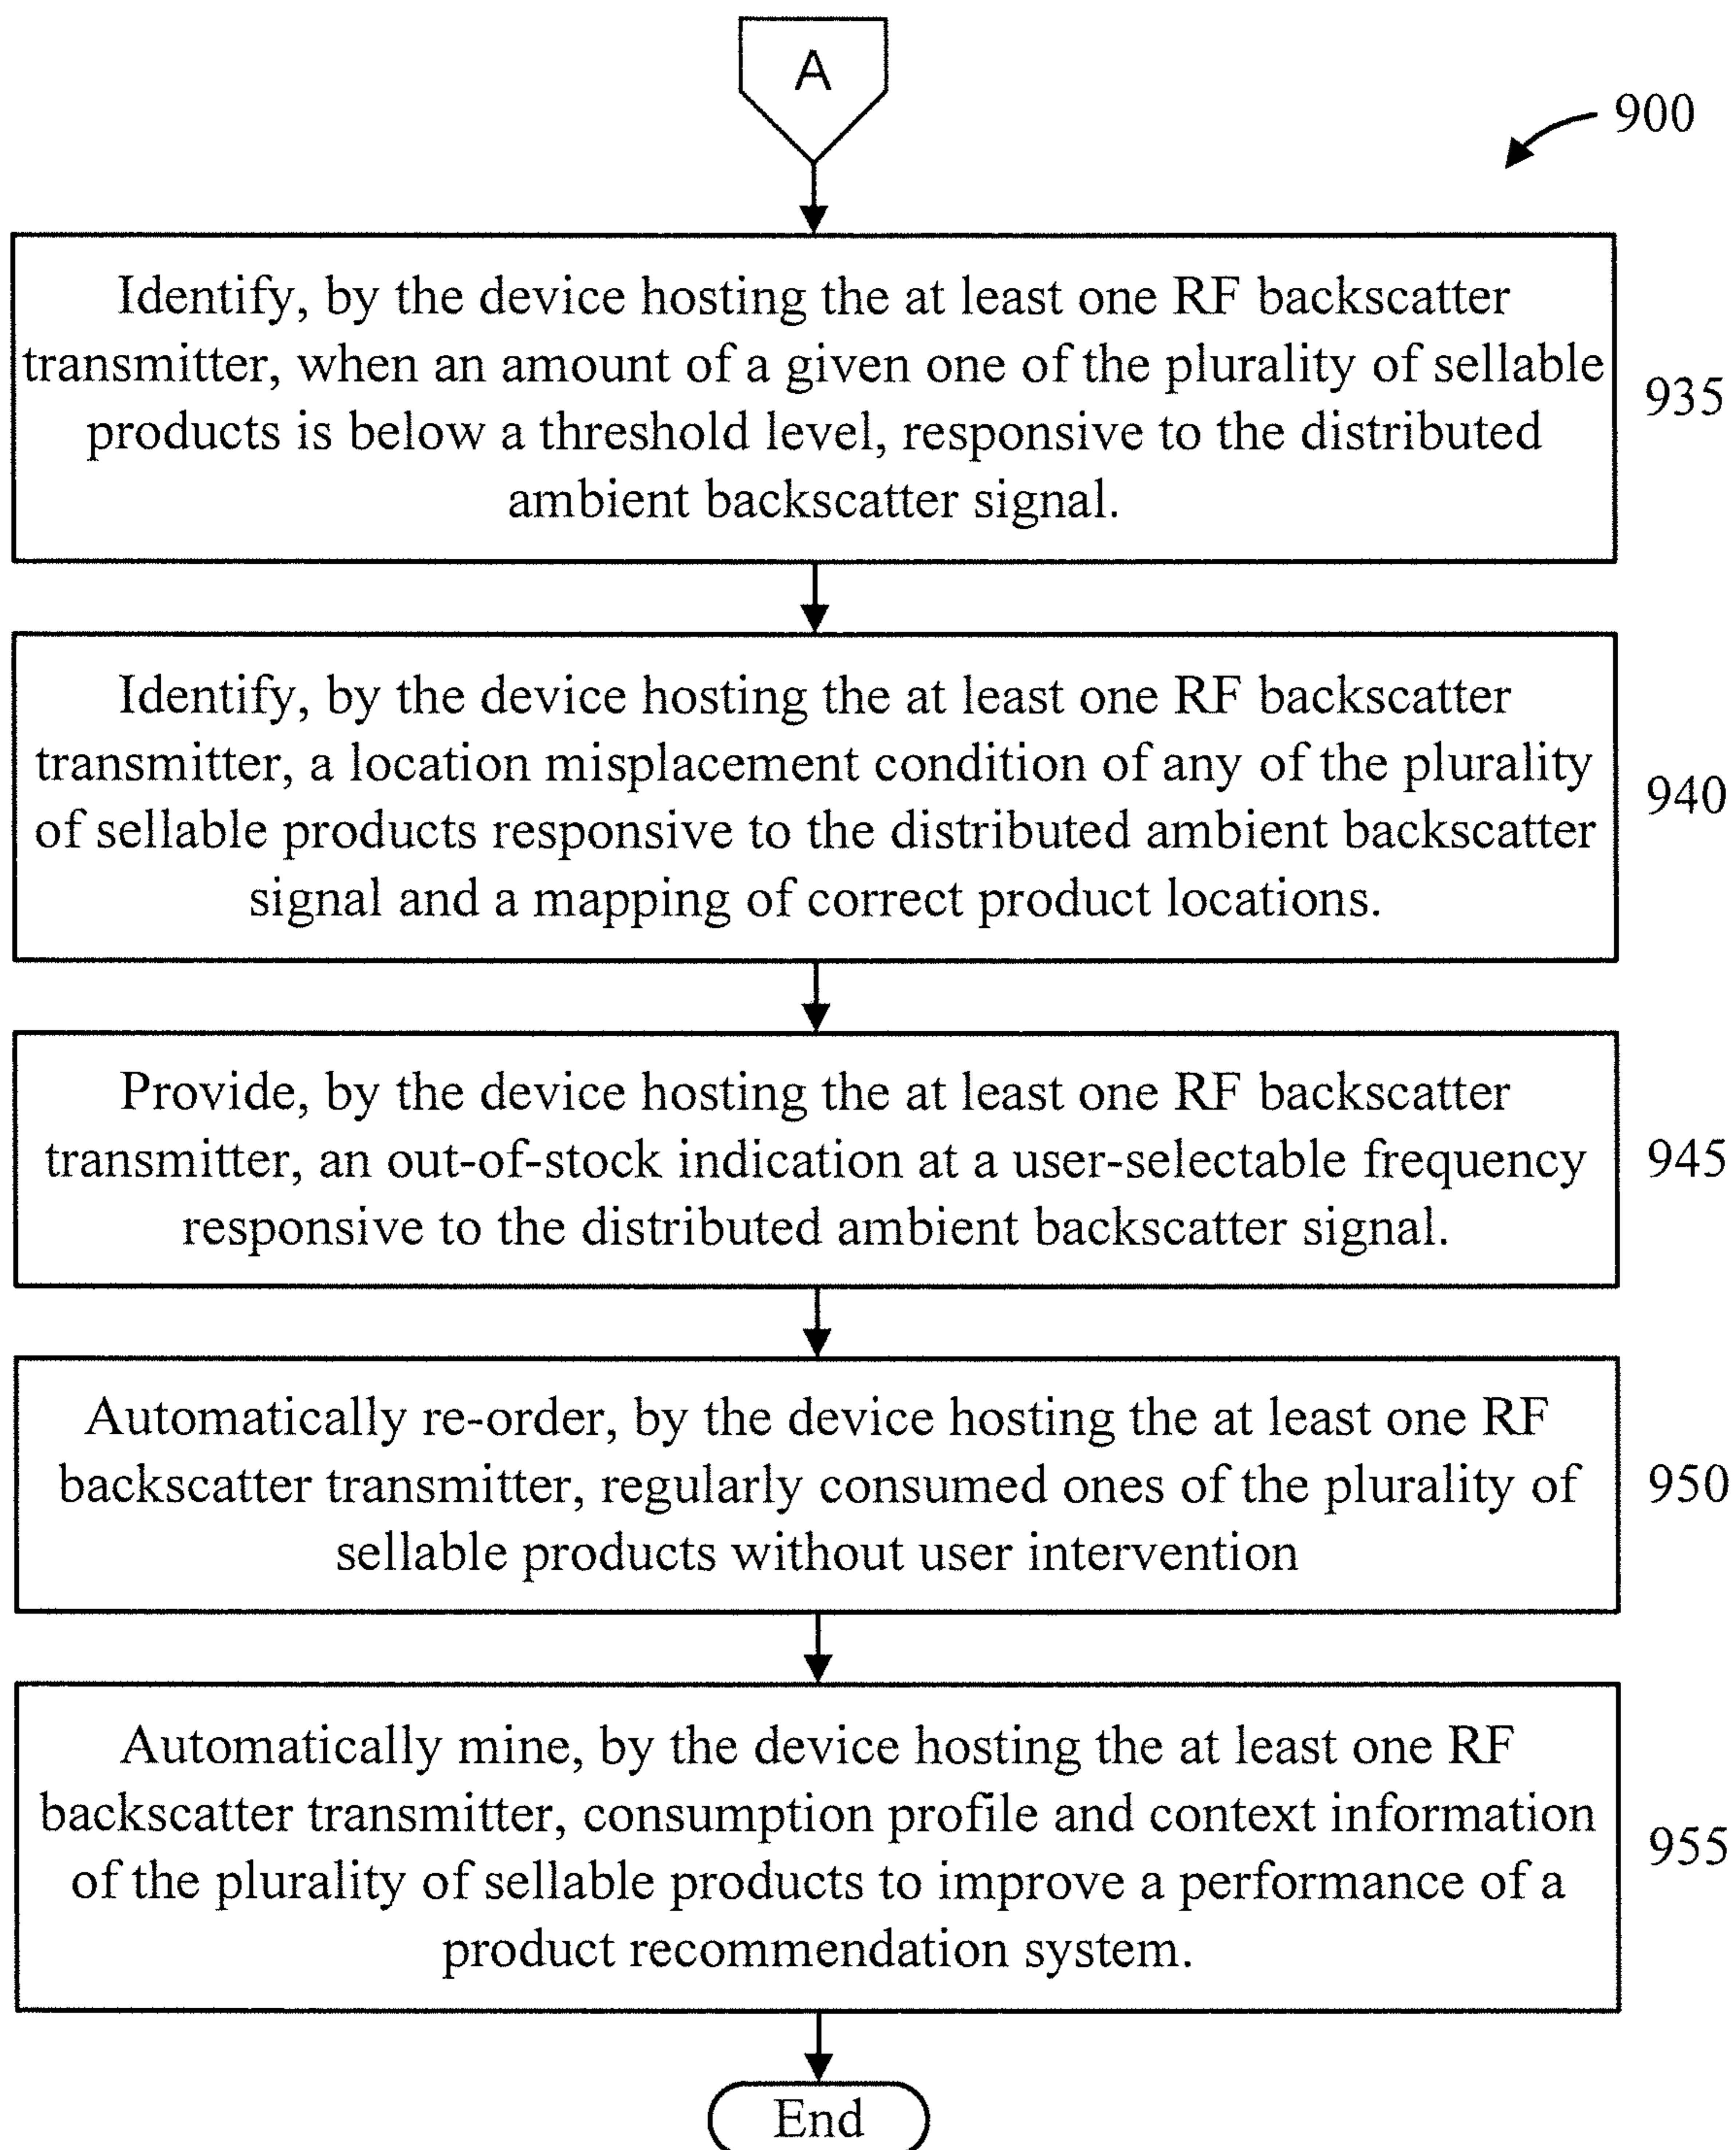 A
900
Identify, by the device hosting the at least one RF backscatter
transmitter, when an amount of a given one of the plurality of sellable
products is below a threshold level, responsive to the distributed
ambient backscatter signal.
935
Identify, by the device hosting the at least one RF backscatter
transmitter, a location misplacement condition of any of the plurality
of sellable products responsive to the distributed ambient backscatter
signal and a mapping of correct product locations.
940
Provide, by the device hosting the at least one RF backscatter
transmitter, an out-of-stock indication at a user-selectable frequency
responsive to the distributed ambient backscatter signal.
945
Automatically re-order, by the device hosting the at least one RF
backscatter transmitter, regularly consumed ones of the plurality of
sellable products without user intervention
950
Automatically mine, by the device hosting the at least one RF
backscatter transmitter, consumption profile and context information
of the plurality of sellable products to improve a performance of a
product recommendation system.
955
End